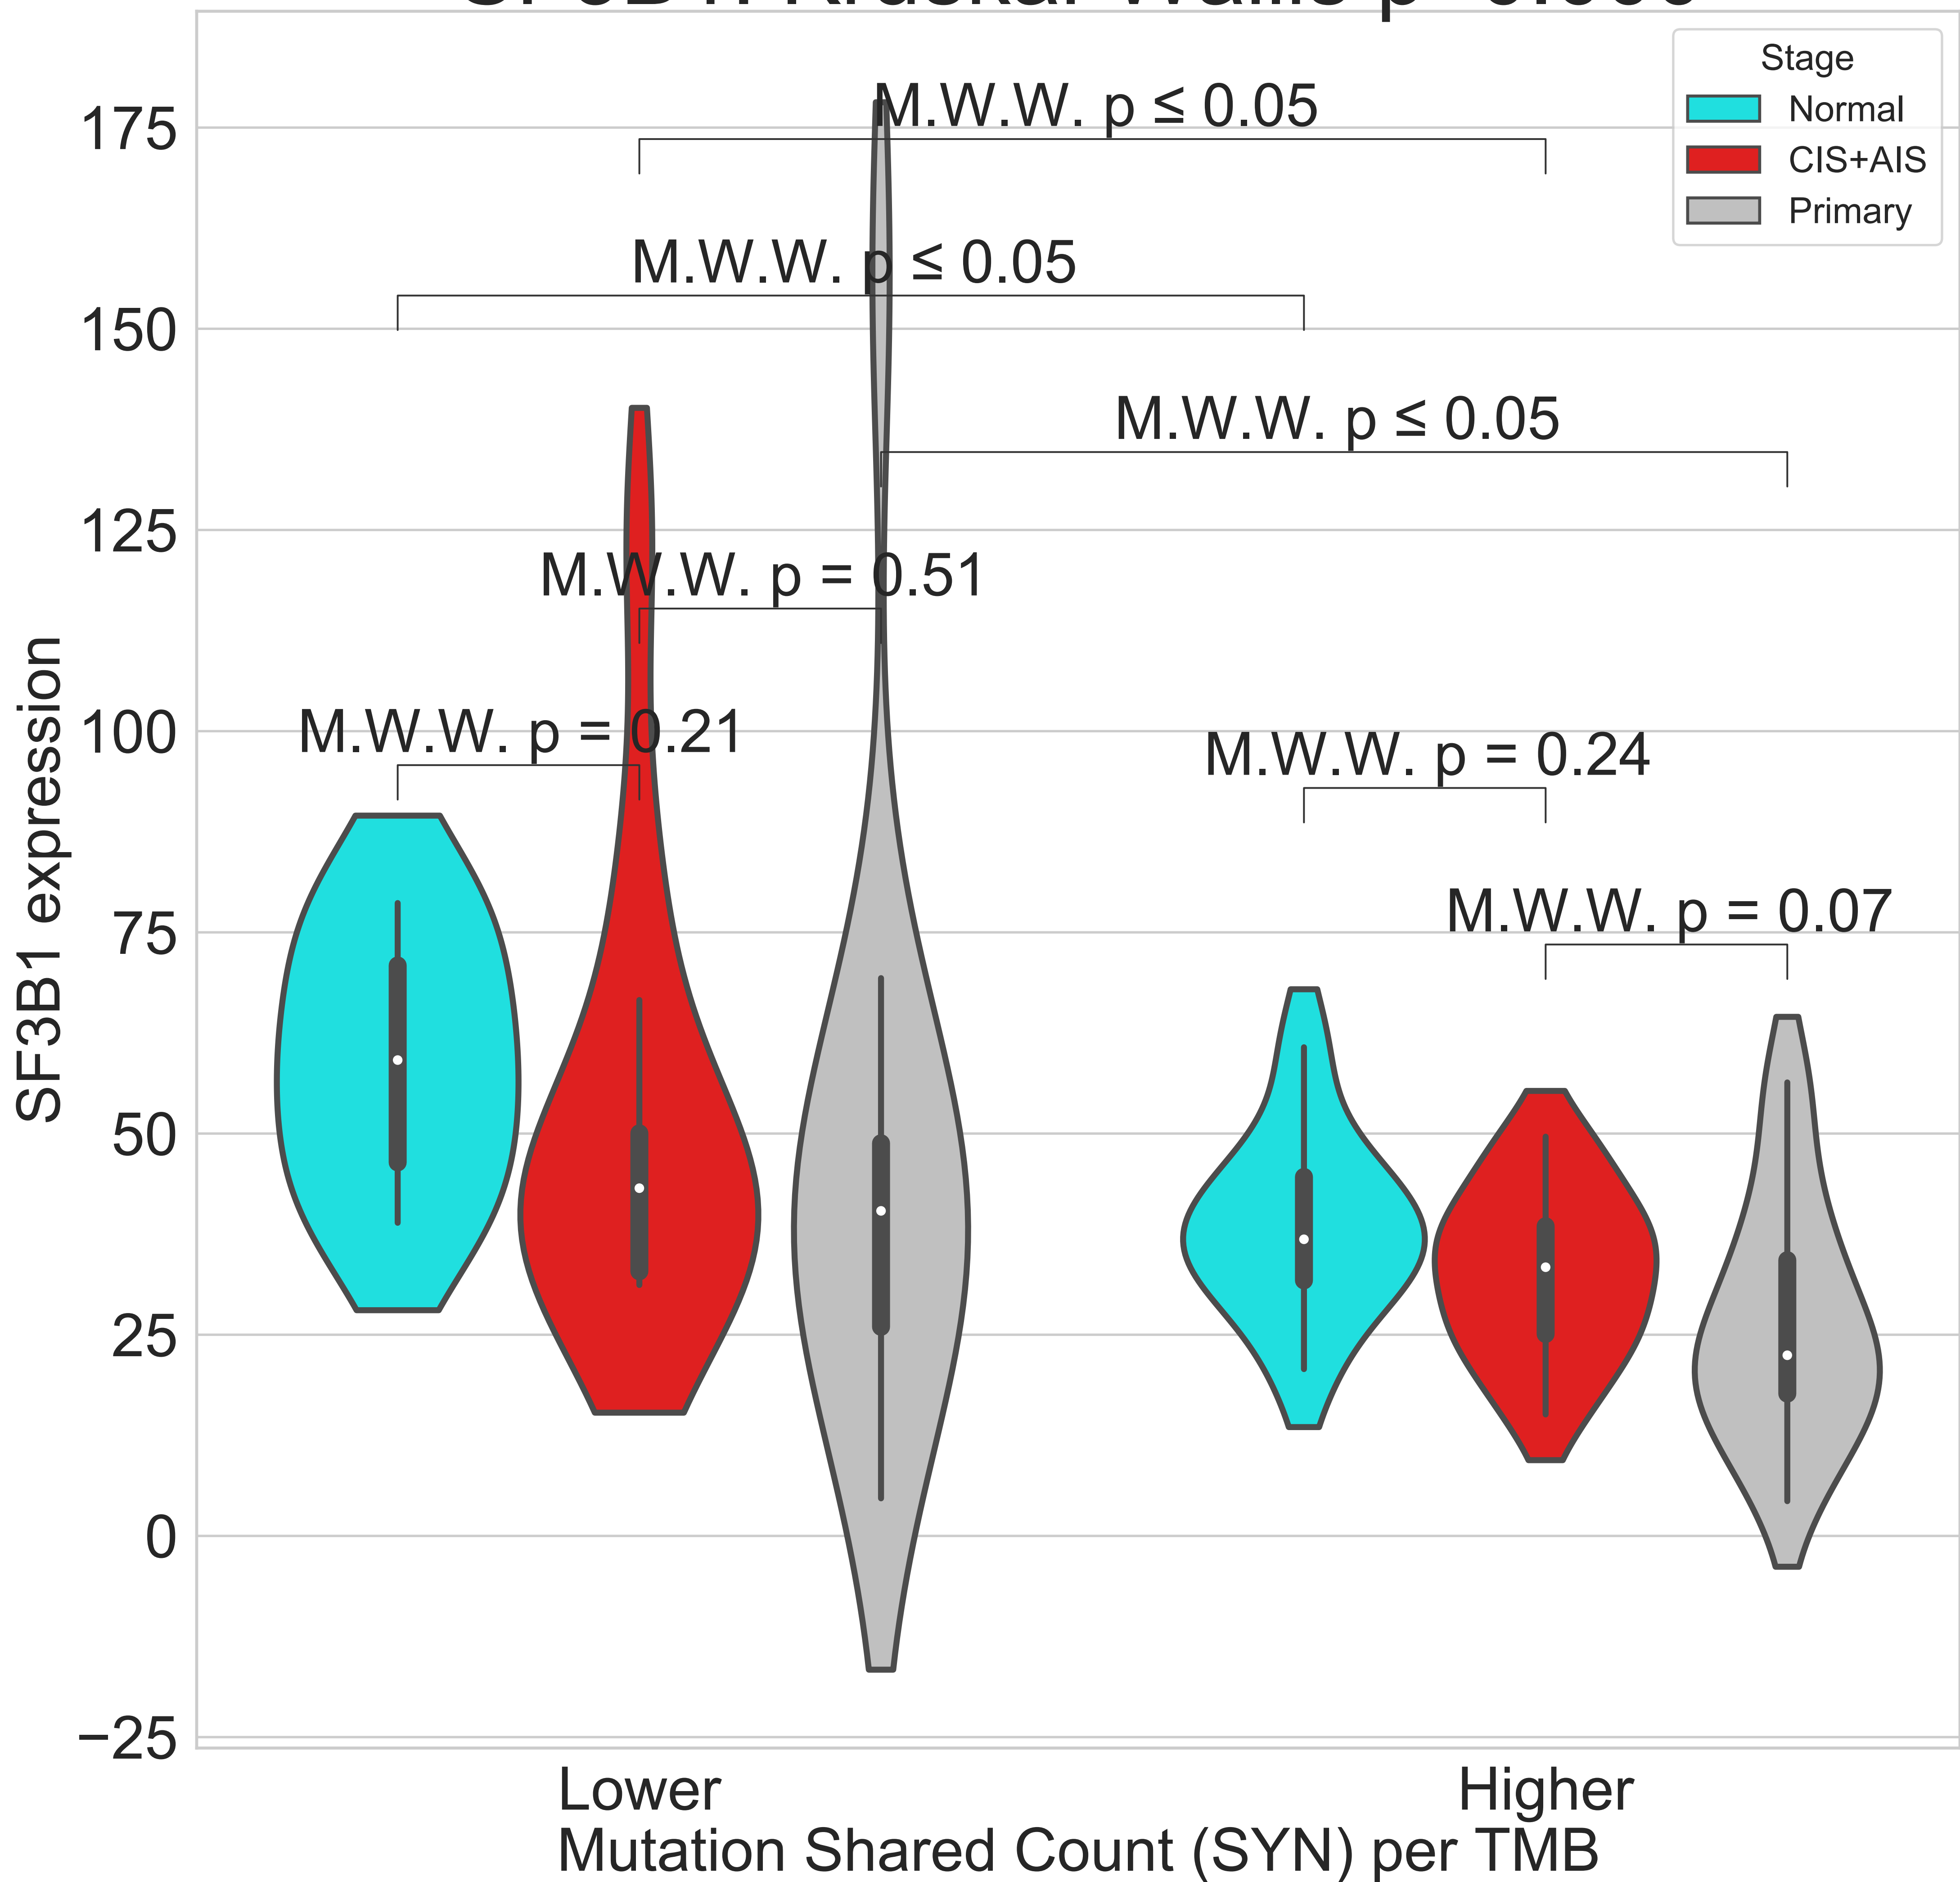 175
150
125
100
75
50
25
0
−25
SF3B1 expression
M.W.W. p ≤ 0.05
M.W.W. p ≤ 0.05
M.W.W. p ≤ 0.05
M.W.W. p = 0.51
M.W.W. p = 0.21
M.W.W. p = 0.24
M.W.W. p = 0.07
Stage
Normal
CIS+AIS
Primary
Lower
Higher
Mutation Shared Count (SYN) per TMB